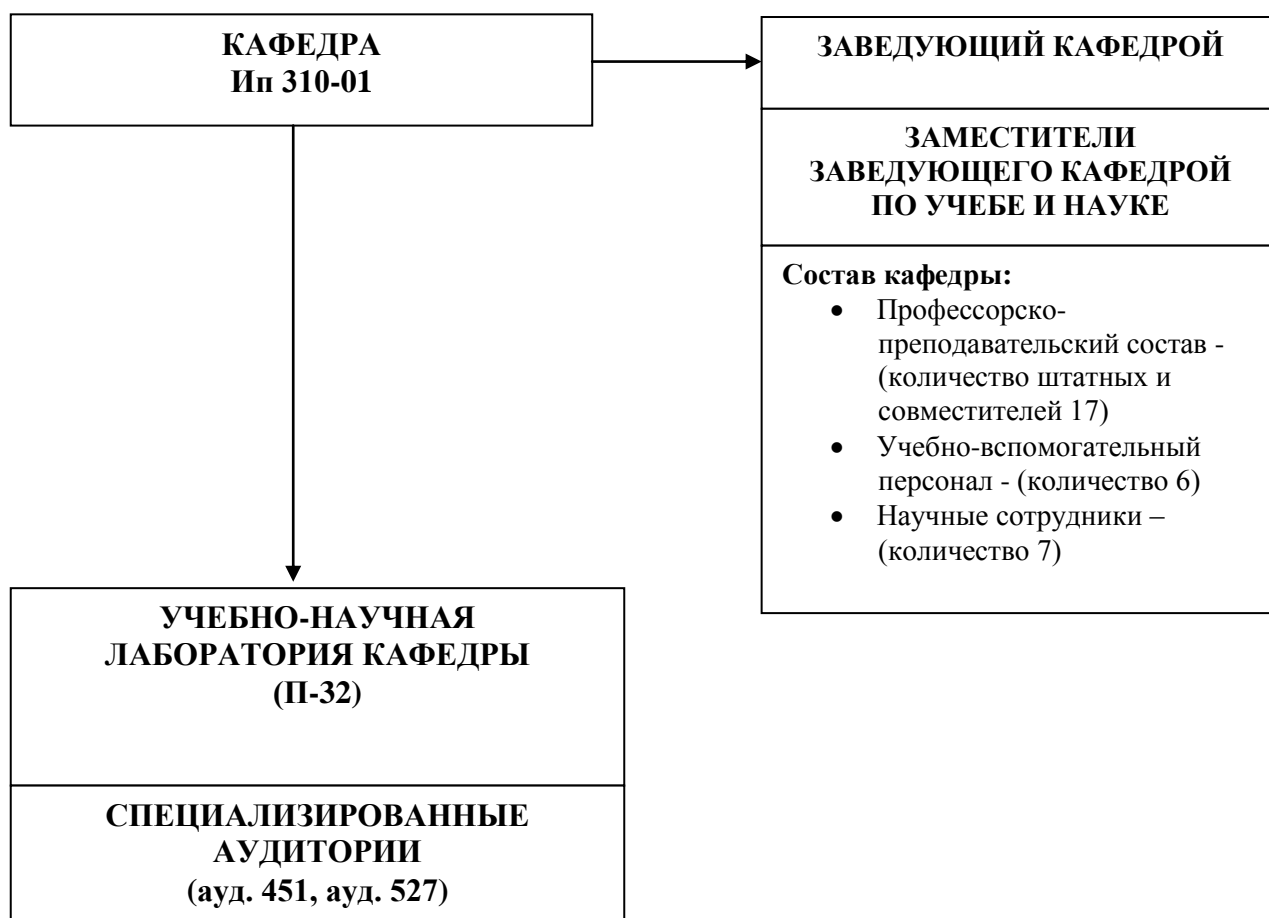 КАФЕДРА
Ип 310-01
ЗАВЕДУЮЩИЙ КАФЕДРОЙ
ЗАМЕСТИТЕЛИ
ЗАВЕДУЮЩЕГО КАФЕДРОЙ
ПО УЧЕБЕ И НАУКЕ
Состав кафедры:
• Профессорско-
преподавательский состав -
(количество штатных и
совместителей 17)
• Учебно-вспомогательный
персонал - (количество 6)
• Научные сотрудники –
(количество 7)
УЧЕБНО-НАУЧНАЯ
ЛАБОРАТОРИЯ КАФЕДРЫ
(П-32)
СПЕЦИАЛИЗИРОВАННЫЕ
АУДИТОРИИ
(ауд. 451, ауд. 527)